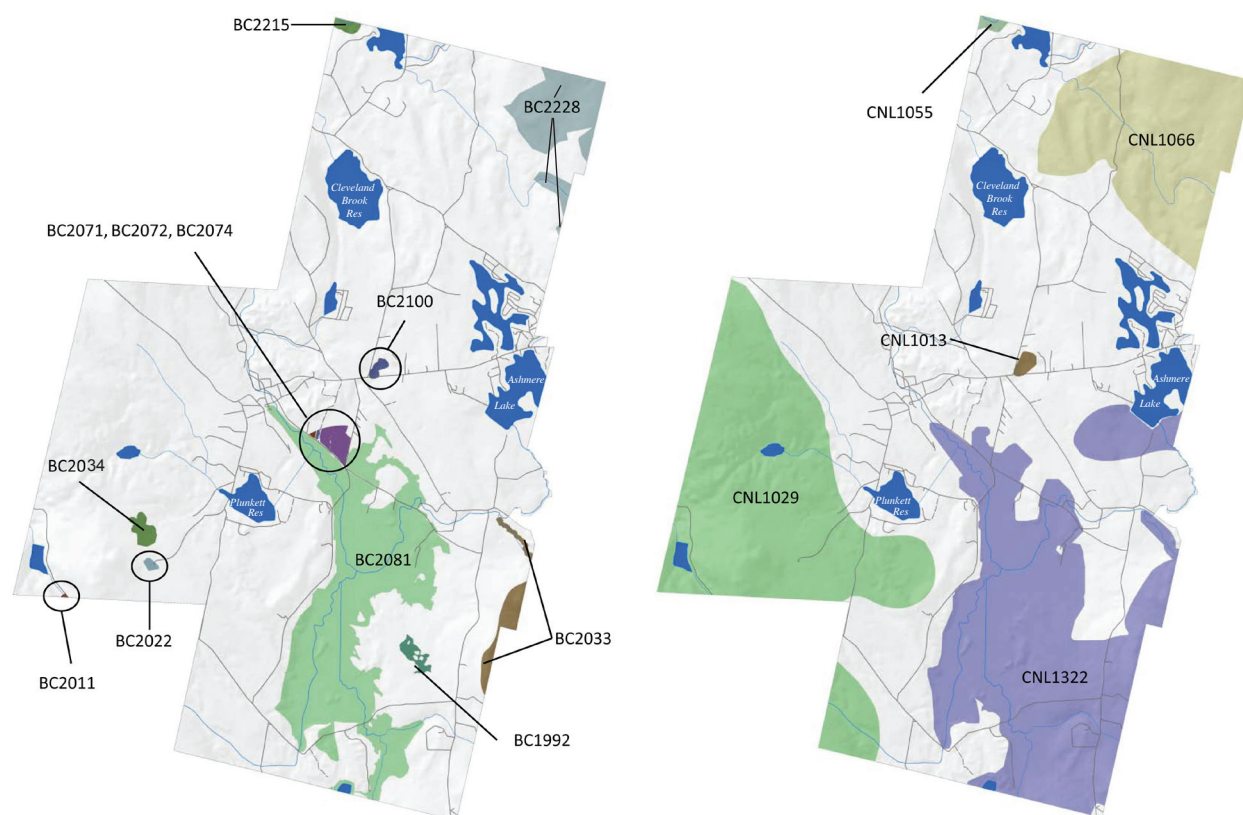 BC2215
BC2228
Cleveland
Brook
Res
BC2071, BC2072, BC2074
BC2100
Ashmere
Lake
BC2034
Plunkett
Res
BC2081
BC2022
BC2033
BC2011
BC1992
CNL1055
CNL1066
Cleveland
Brook
Res
CNL1013
Ashmere
Lake
CNL1029
Plunkett
Res
CNL1322